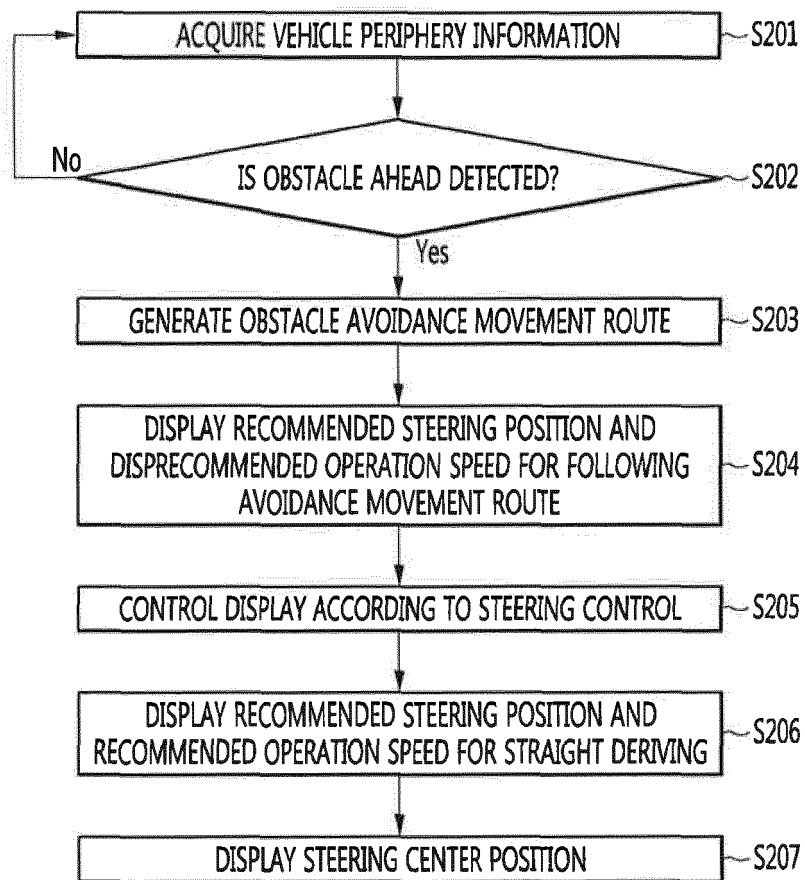 ACQUIRE VEHICLE PERIPHERY INFORMATION
S201
No
IS OBSTACLE AHEAD DETECTED?
S202
Yes
GENERATE OBSTACLE AVOIDANCE MOVEMENT ROUTE
S203
DISPLAY RECOMMENDED STEERING POSITION AND
DISPRECOMMENDED OPERATION SPEED FOR FOLLOWING
AVOIDANCE MOVEMENT ROUTE
S204
CONTROL DISPLAY ACCORDING TO STEERING CONTROL
S205
DISPLAY RECOMMENDED STEERING POSITION AND
RECOMMENDED OPERATION SPEED FOR STRAIGHT DERIVING
S206
DISPLAY STEERING CENTER POSITION
S207